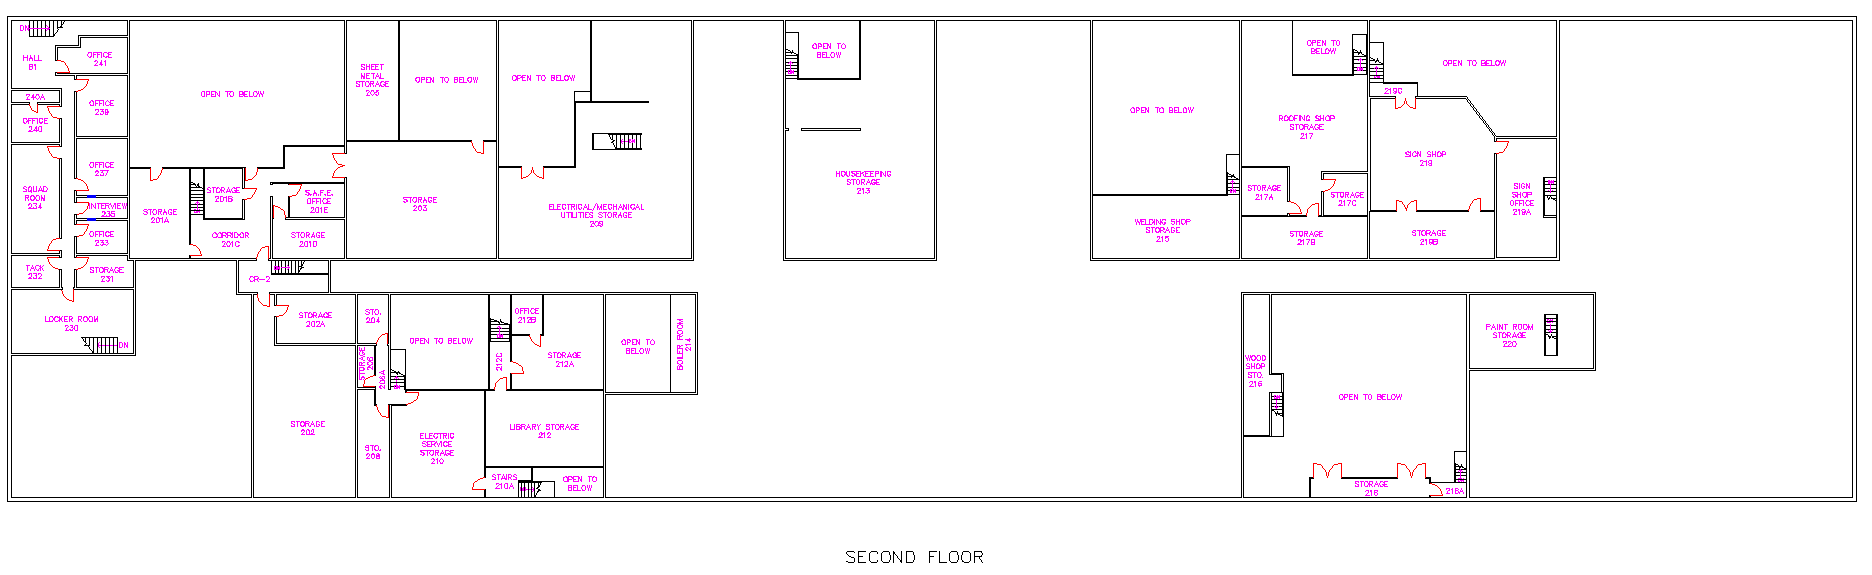 DN
HALL
B1
OFFICE
241
240A
OFFICE
240
OFFICE
239
OFFICE
237
SQUAD
ROOM
234
INTERVIEW
235
OFFICE
233
TACK
232
STORAGE
231
LOCKER ROOM
230
DN
OPEN TO BELOW
STORAGE
201A
STORAGE
201B
CORRIDOR
201C
S.A.F.E.
OFFICE
201E
STORAGE
201D
CR-2
SHEET
METAL
STORAGE
205
OPEN TO BELOW
STORAGE
203
OPEN TO BELOW
ELECTRICAL/MECHANICAL
UTILITIES STORAGE
209
STORAGE
202A
STORAGE
202
STO.
204
STORAGE
206
206A
STO.
208
OPEN TO BELOW
ELECTRIC
SERVICE
STORAGE
210
212C
OFFICE
212B
STORAGE
212A
LIBRARY STORAGE
212
STAIRS
210A
OPEN TO
BELOW
OPEN TO
BELOW
BOILER ROOM
214
OPEN TO
BELOW
HOUSEKEEPING
STORAGE
213
OPEN TO BELOW
WELDING SHOP
STORAGE
215
OPEN TO
BELOW
ROOFING SHOP
STORAGE
217
STORAGE
217A
STORAGE
217C
STORAGE
217B
OPEN TO BELOW
219C
SIGN SHOP
219
STORAGE
219B
SIGN
SHOP
OFFICE
219A
WOOD
SHOP
STO.
216
OPEN TO BELOW
STORAGE
218
218A
PAINT ROOM
STORAGE
220
SECOND FLOOR